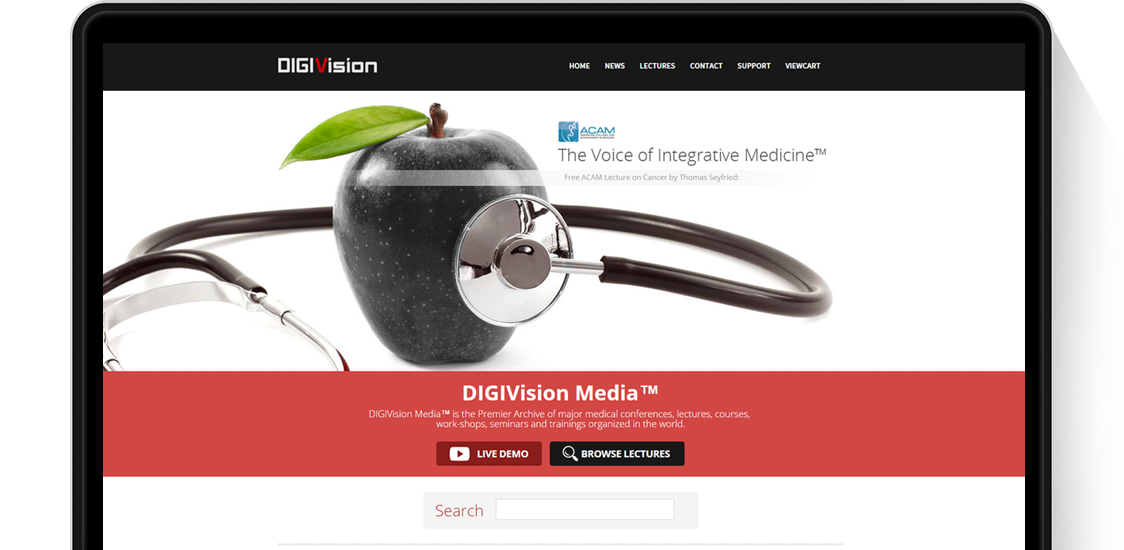 DIGIVision
HOME NEWS LECTURES CONTACT SUPPORT VIEWCART
ACAM
The Voice of Integrative Medicine™
Free ACAM Lecture on Cancer by Thomas Seyfried:
DIGIVision Media™
DIGIVision Media™ is the Premier Archive of major medical conferences, lectures, courses,
work-shops, seminars and trainings organized in the world.
LIVE DEMO BROWSE LECTURES
Search